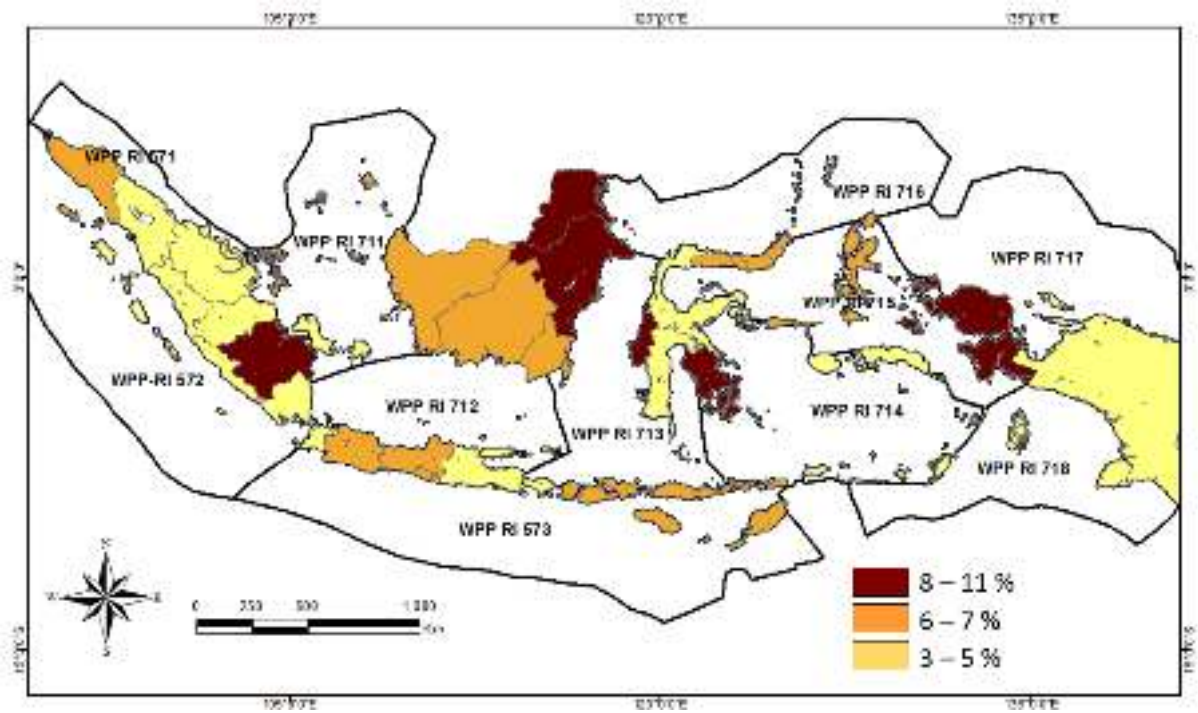 WPP RI 571
WPP RI 716
WPP RI 711
WPP RI 717
WPP RI 715
WPP-RI 572
WPP RI 712
WPP RI 714
WPP RI 713
WPP RI 718
WPP RI 573
8 – 11 %
6 – 7 %
3 – 5 %
0 250 500 1,000
Km